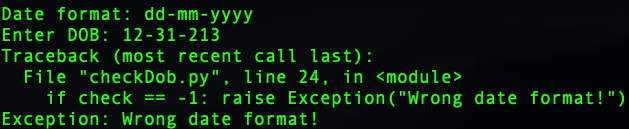 Date format: dd-mm-yyyy
Enter DOB: 12-31-213
Traceback (most recent call last):
  File "checkDob.py", line 24, in <module>
    if check == -1: raise Exception("Wrong date format!")
Exception: Wrong date format!